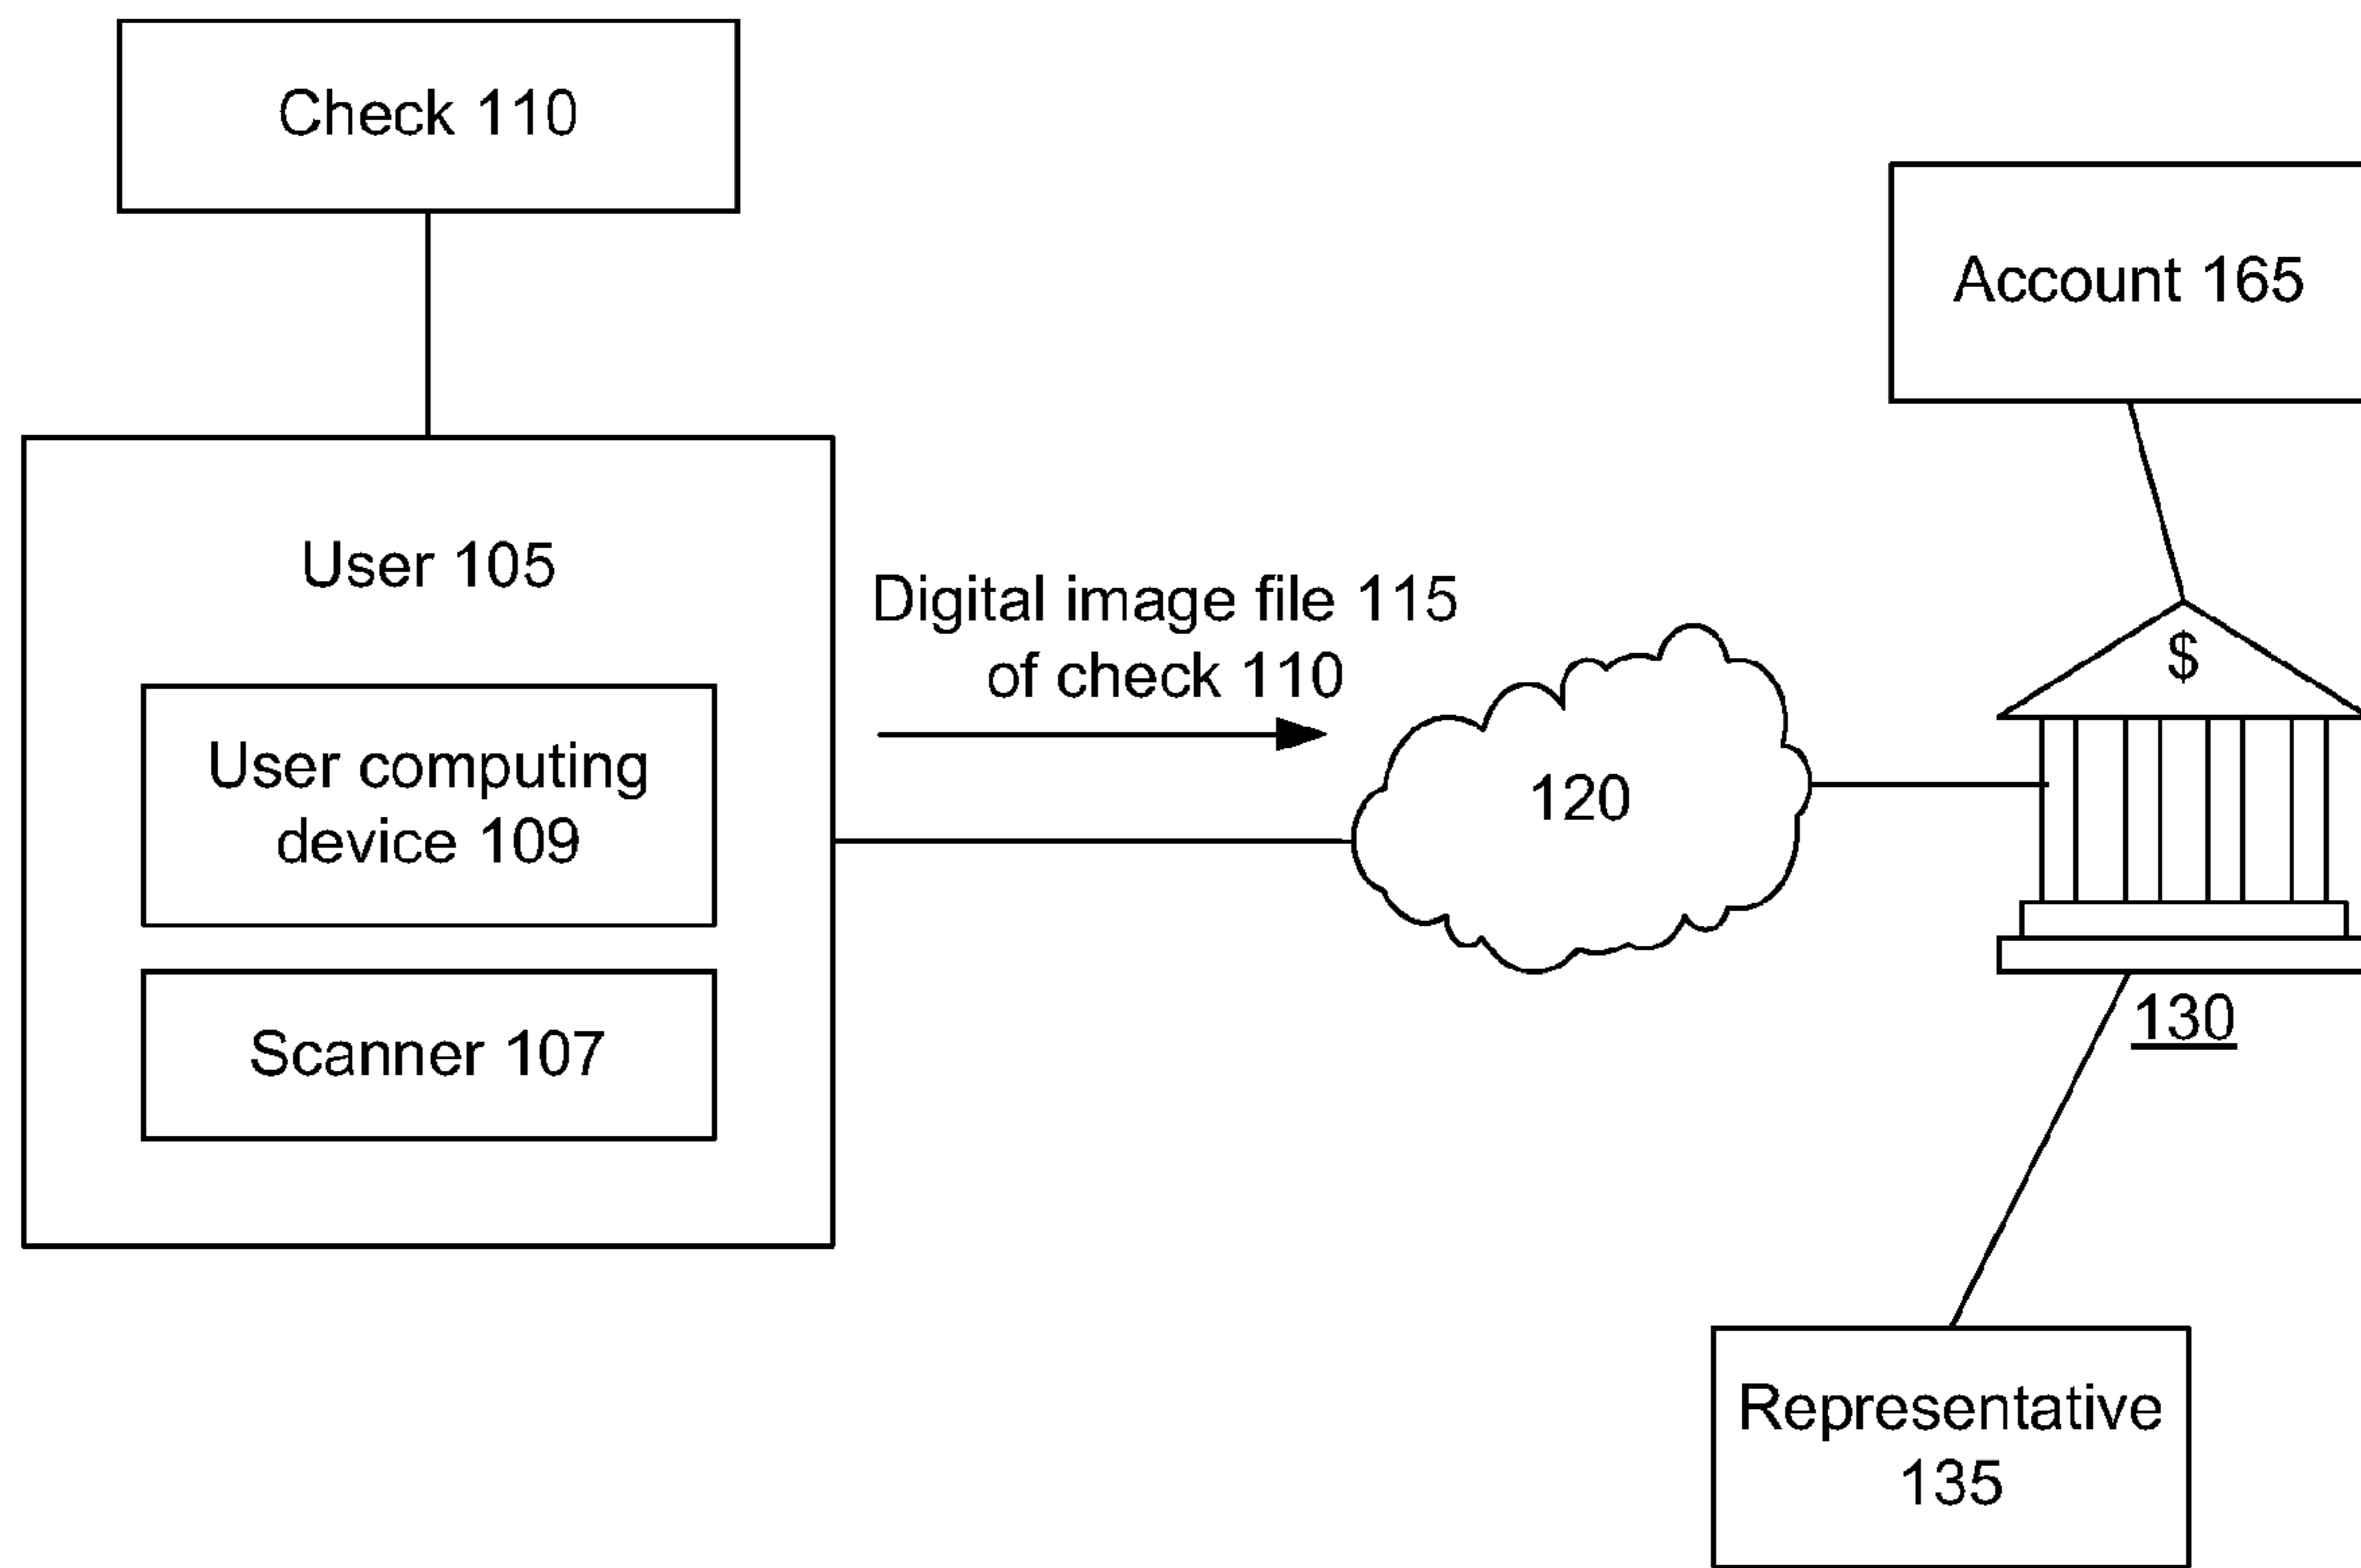 Check 110
Account 165
User 105
Digital image file 115
of check 110
$
User computing
device 109
120
Scanner 107
130
Representative
135